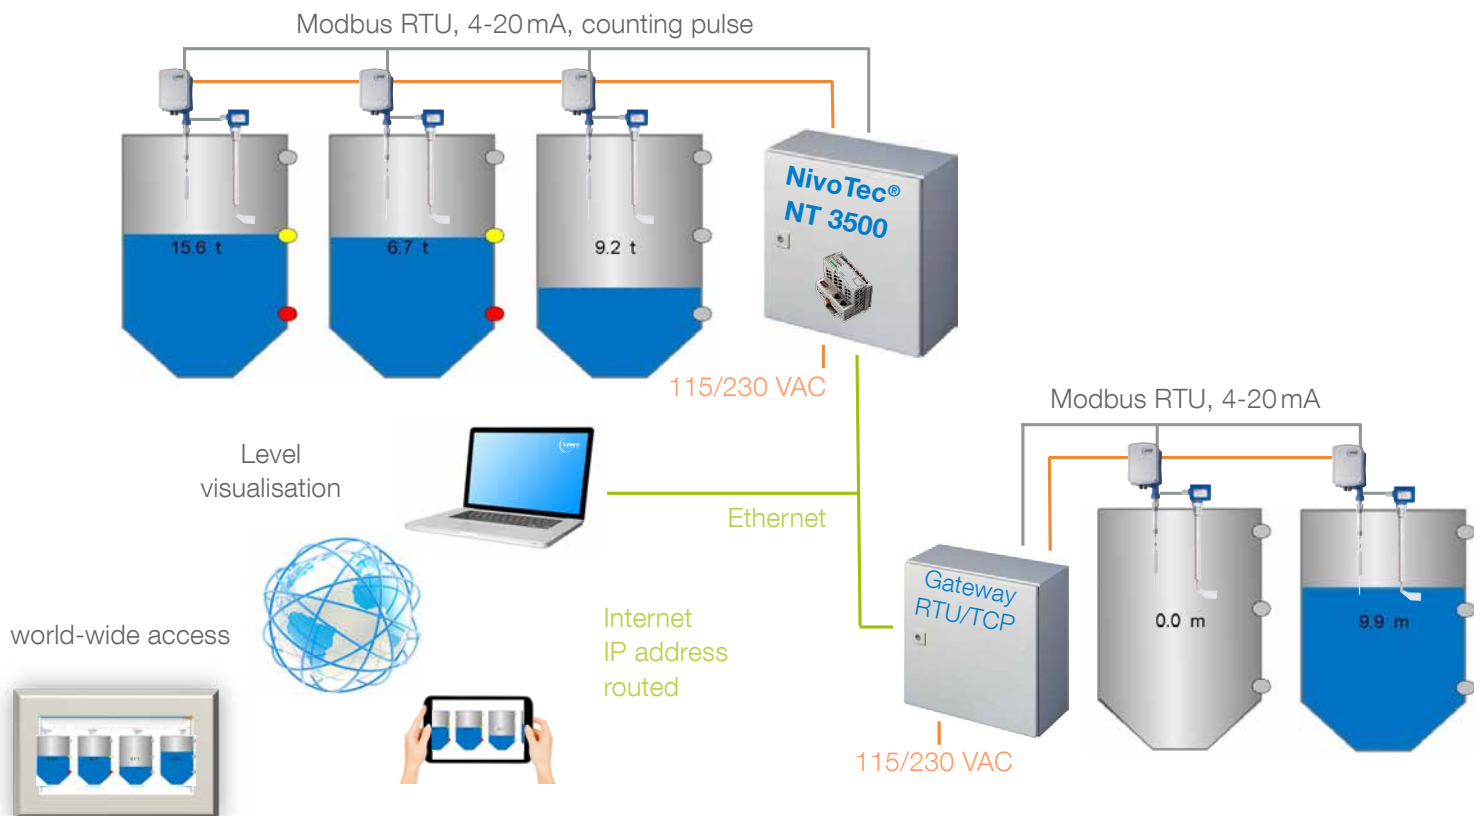 Modbus RTU, 4-20 mA, counting pulse
NivoTec®
NT 3500
15.6 t
6.7 t
9.2 t
115/230 VAC
Modbus RTU, 4-20 mA
Level
visualisation
UWT
Ethernet
Gateway
RTU/TCP
Internet
IP address
routed
world-wide access
0.0 m
9.9 m
115/230 VAC